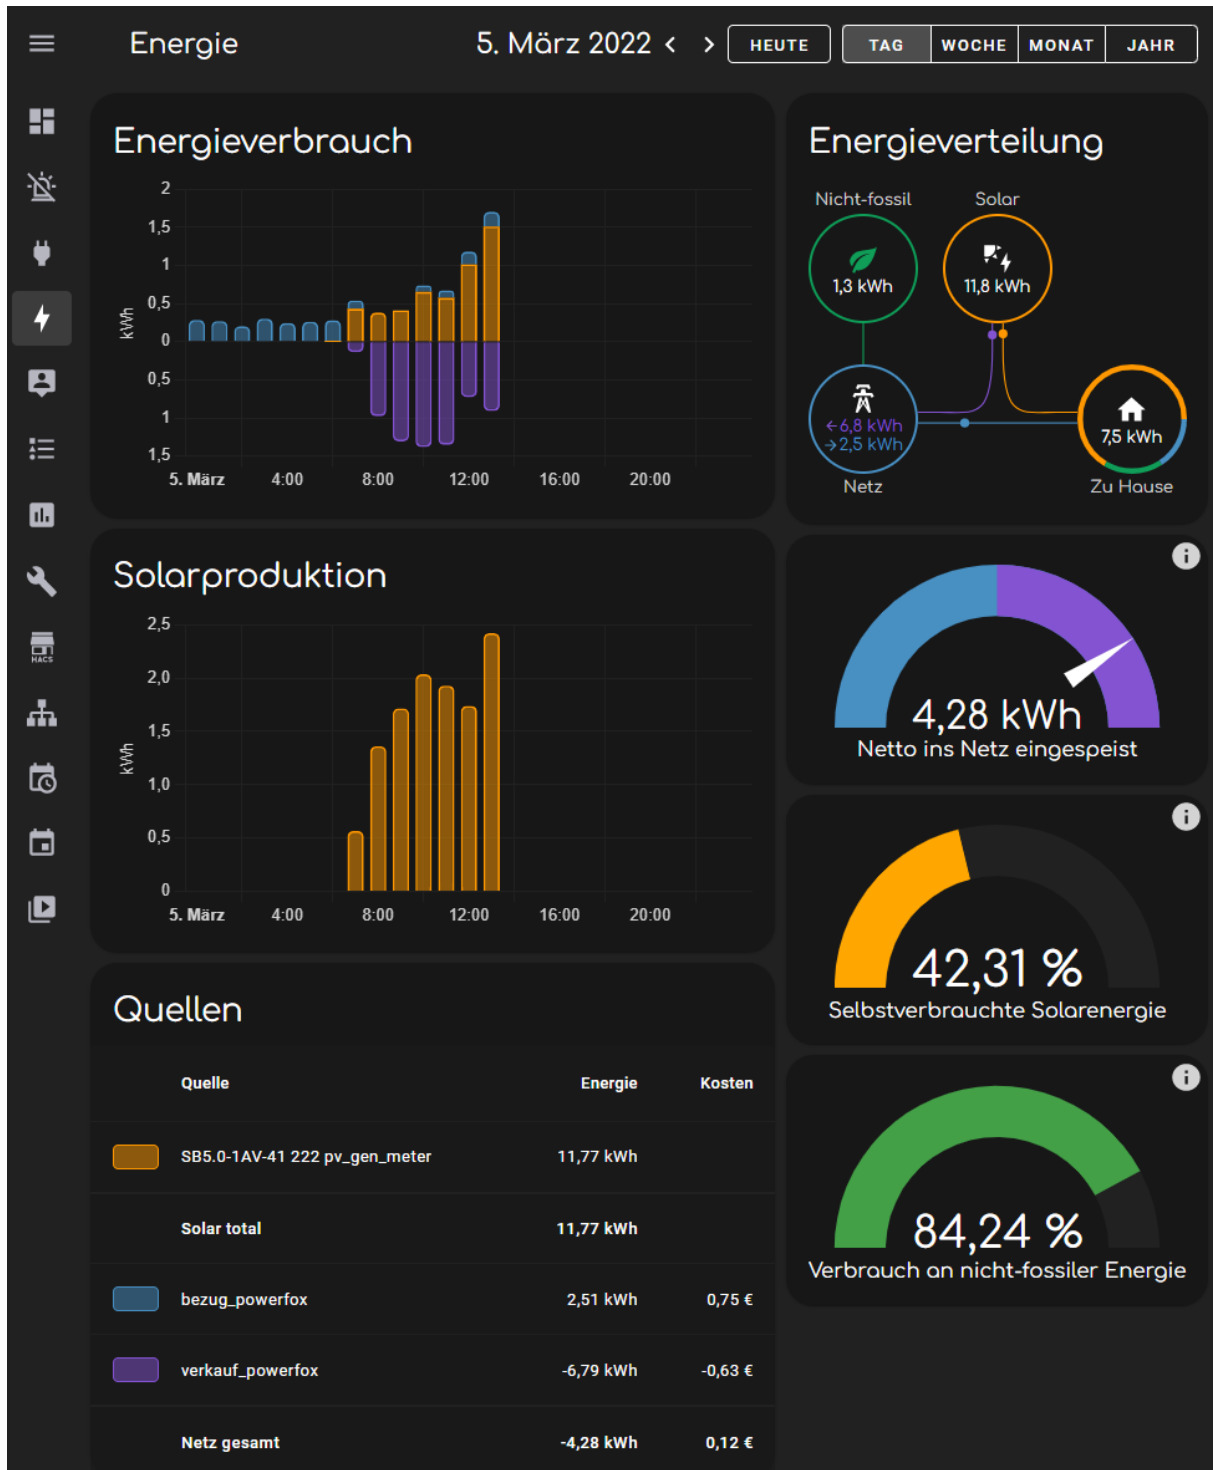 Energie
5. März 2022
HEUTE
TAG WOCHE MONAT JAHR
HACS
Energieverbrauch
2
1,5
1
0,5
0
0,5
1
1,5
kWh
5. März 4:00 8:00 12:00 16:00 20:00
Energieverteilung
Nicht-fossil Solar
1,3 kWh 11,8 kWh
←6,8 kWh
→2,5 kWh
7,5 kWh
Netz Zu Hause
Solarproduktion
2,5
2,0
1,5
1,0
0,5
0
kWh
5. März 4:00 8:00 12:00 16:00 20:00
4,28 kWh
Netto ins Netz eingespeist
42,31 %
Selbstverbrauchte Solarenergie
84,24 %
Verbrauch an nicht-fossiler Energie
Quellen
Quelle Energie Kosten
SB5.0-1AV-41 222 pv_gen_meter 11,77 kWh
Solar total 11,77 kWh
bezug_powerfox 2,51 kWh 0,75 €
verkauf_powerfox -6,79 kWh -0,63 €
Netz gesamt -4,28 kWh 0,12 €